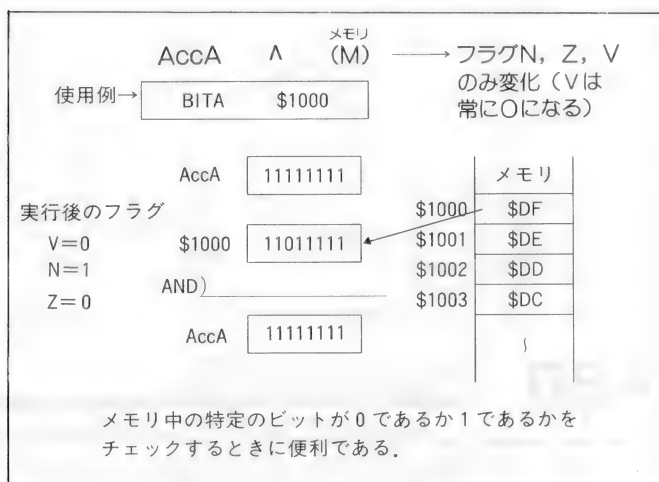 メモリ
AccA ∧ (M) → フラグN, Z, V
のみ変化（Vは
常に0になる）
使用例→ BITA $1000
AccA 11111111
実行後のフラグ
V=0
N=1
Z=0
$1000 11011111
AND)
AccA 11111111
メモリ
$1000 $DF
$1001 $DE
$1002 $DD
$1003 $DC
〜
メモリ中の特定のビットが0であるか1であるかを
チェックするときに便利である.